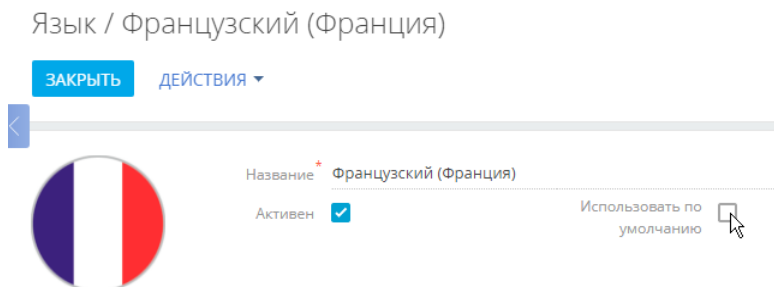 Язык / Французский (Франция)
ЗАКРЫТЬ ДЕЙСТВИЯ
Название* Французский (Франция)
Активен Использовать по
умолчанию